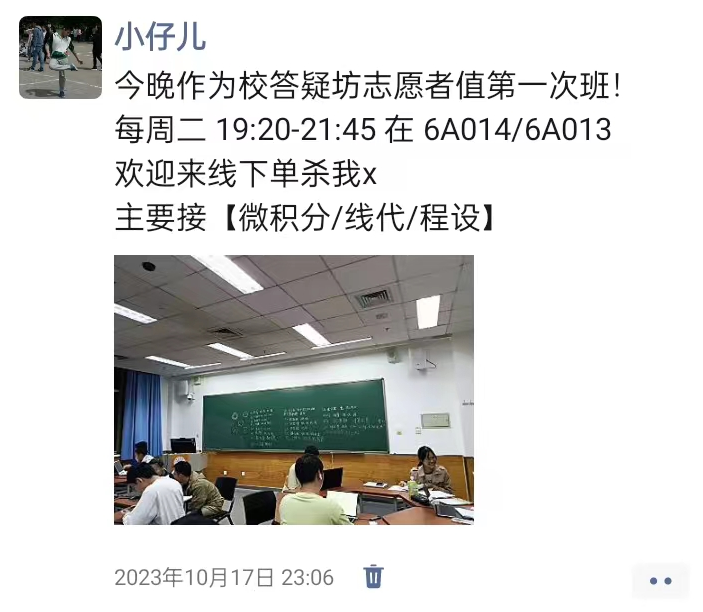 小仔儿
今晚作为校答疑坊志愿者值第一次班！
每周二 19:20-21:45 在 6A014/6A013
欢迎来线下单杀我x
主要接【微积分/线代/程设】
2023年10月17日 23:06